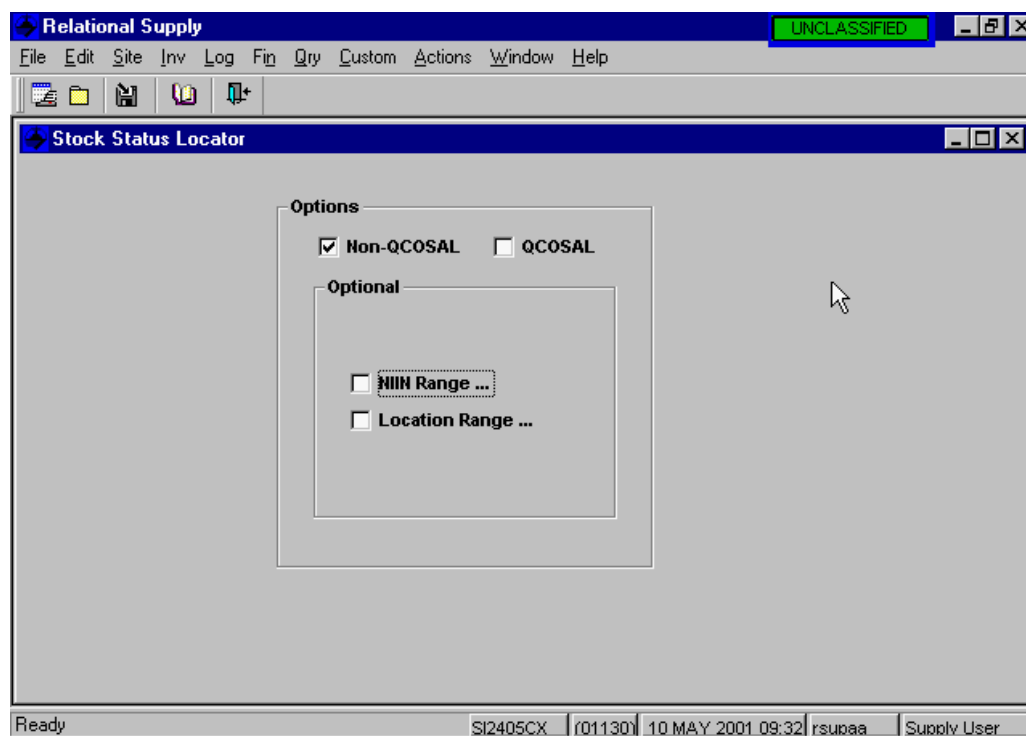 Relational Supply UNCLASSIFIED
File Edit Site Inv Log Fin Qry Custom Actions Window Help
Stock Status Locator
Options
Non-QCOSAL QCOSAL
Optional
NIIN Range ...
Location Range ...
Ready SI2405CX (01130) 10 MAY 2001 09:32 rsupaa Supply User